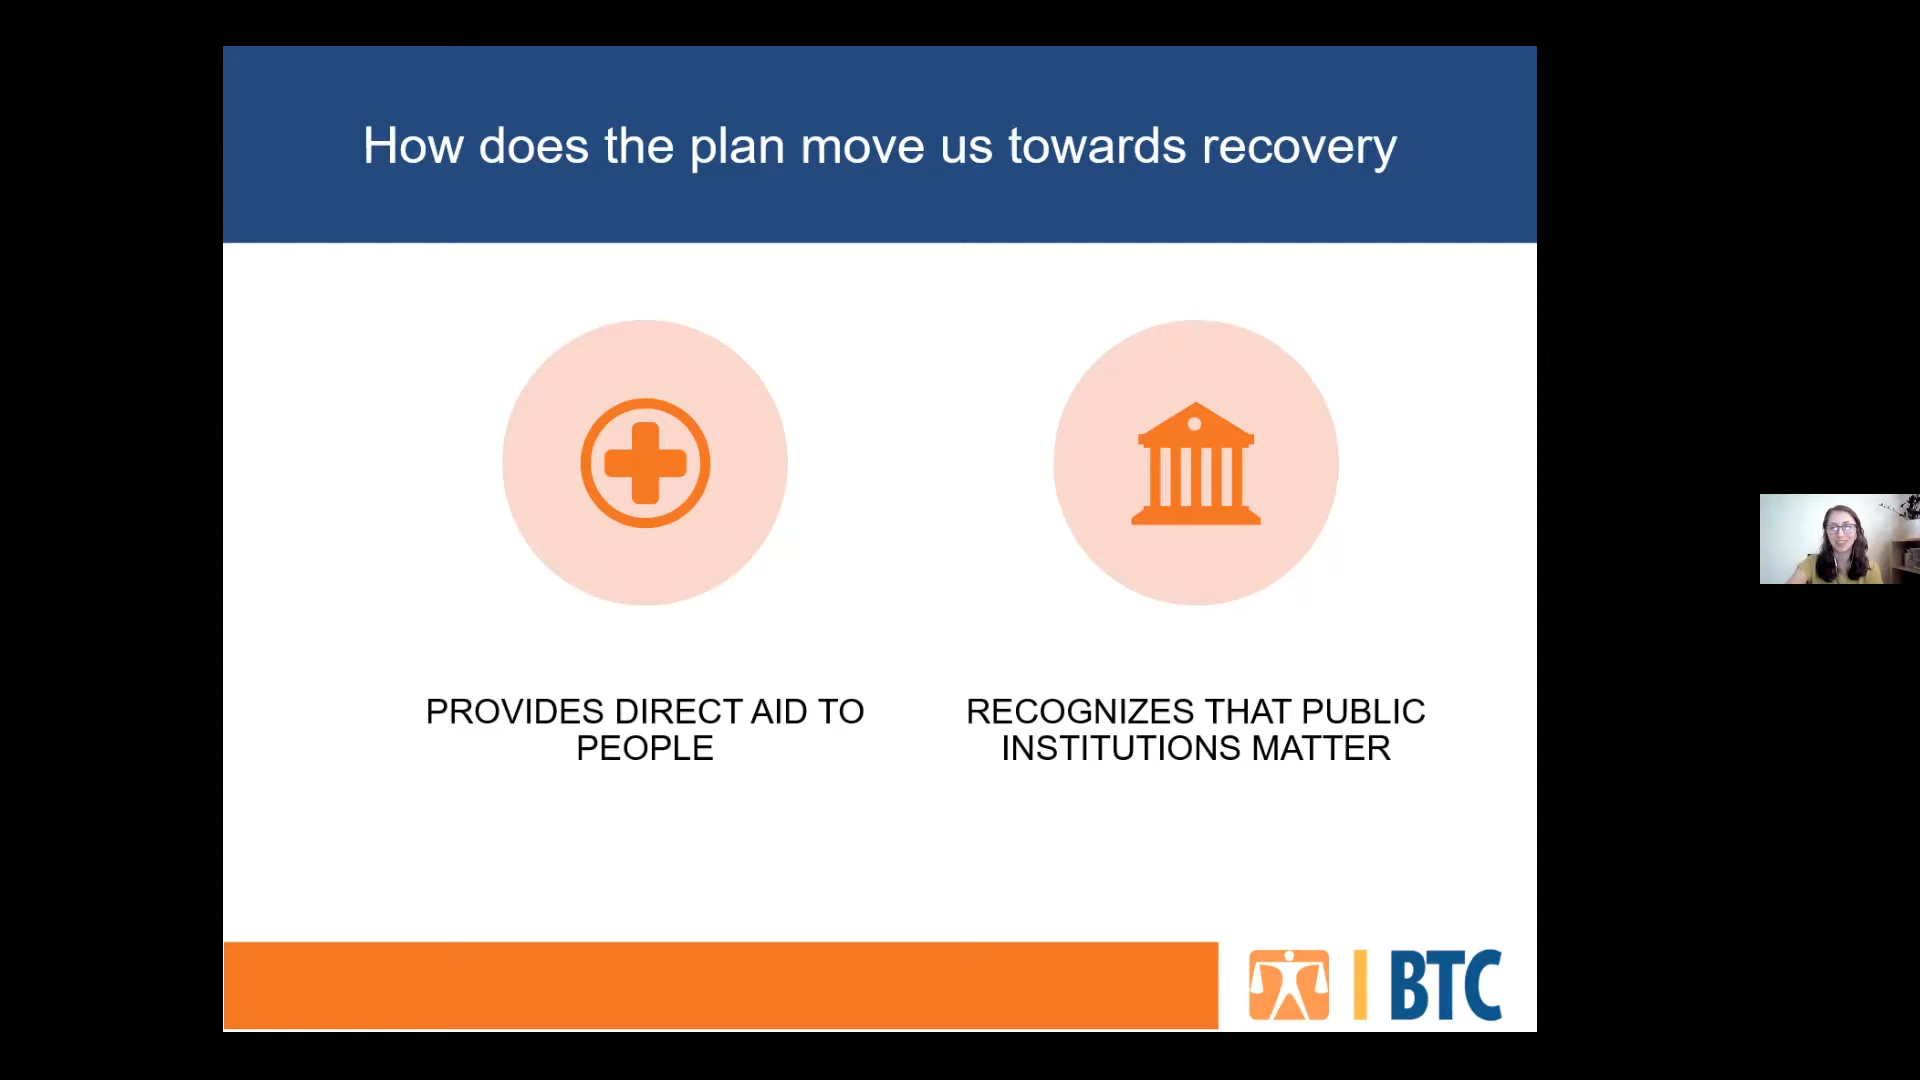 How does the plan move us towards recovery
PROVIDES DIRECT AID TO
PEOPLE
RECOGNIZES THAT PUBLIC
INSTITUTIONS MATTER
BTC